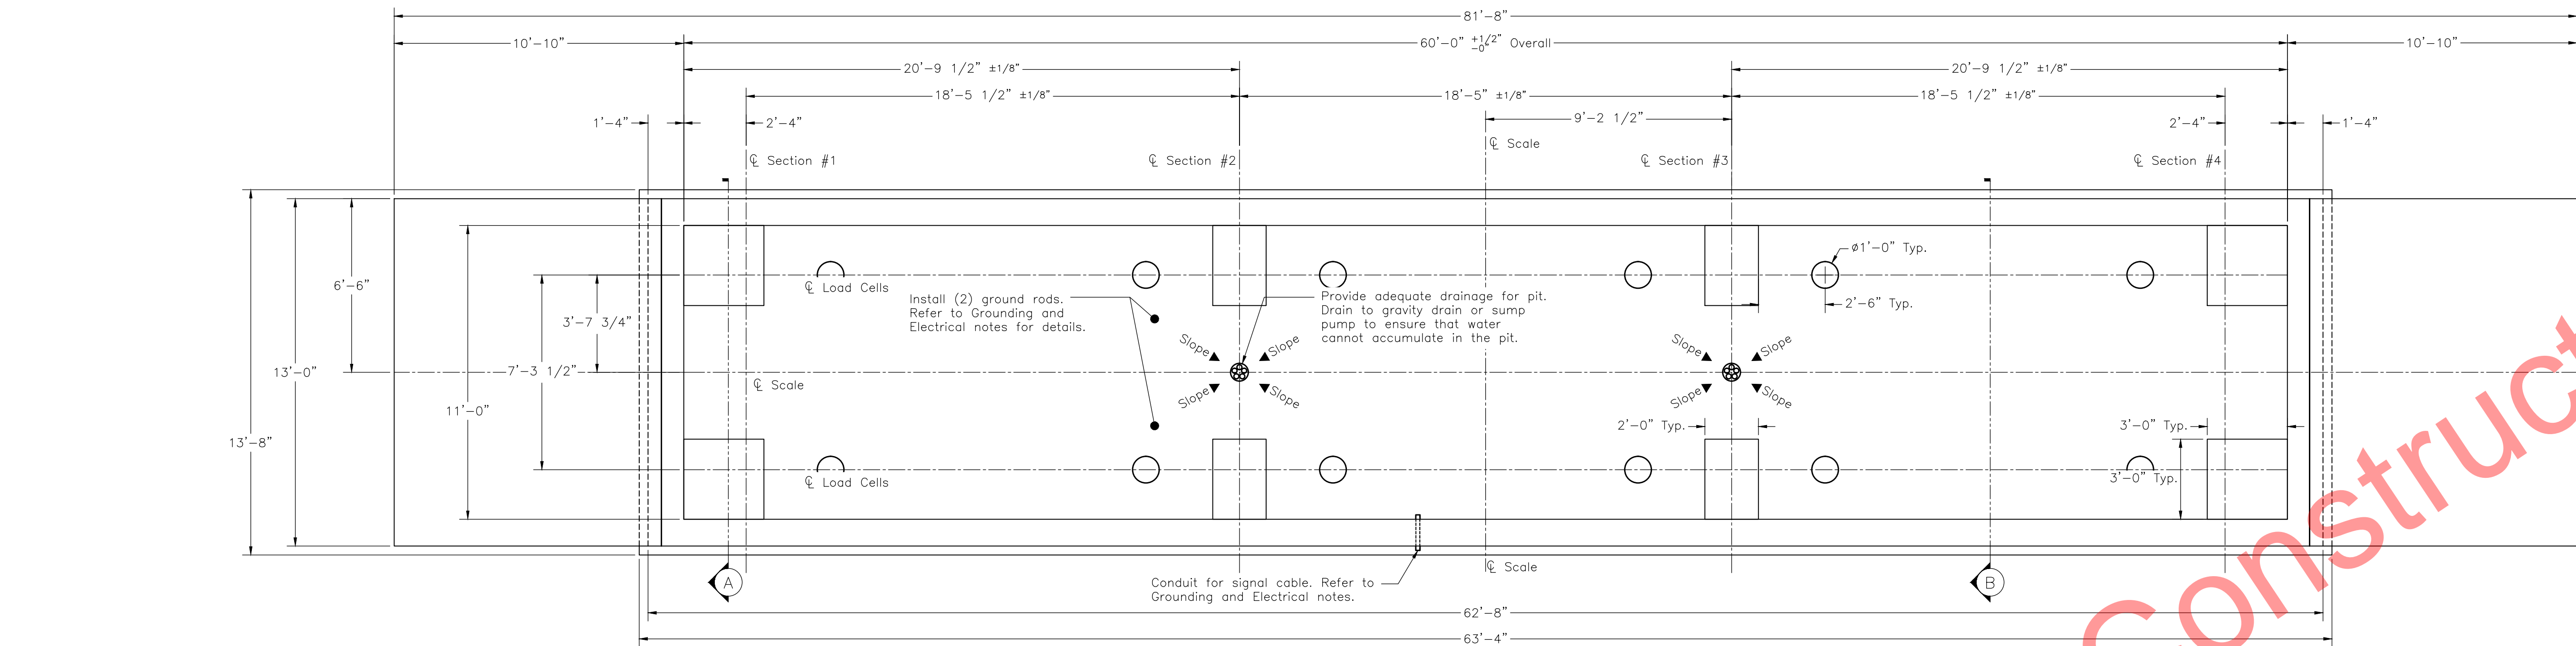 81'-8"
10'-10"
60'-0" +1/2" -0" Overall
10'-10"
20'-9 1/2" ±1/8"
20'-9 1/2" ±1/8"
18'-5 1/2" ±1/8"
18'-5" ±1/8"
18'-5 1/2" ±1/8"
1'-4"
2'-4"
9'-2 1/2"
2'-4"
1'-4"
℄ Scale
℄ Section #1
℄ Section #2
℄ Section #3
℄ Section #4
ø1'-0" Typ.
6'-6"
℄ Load Cells
Install (2) ground rods.
Refer to Grounding and
Electrical notes for details.
Provide adequate drainage for pit.
Drain to gravity drain or sump
pump to ensure that water
cannot accumulate in the pit.
2'-6" Typ.
3'-7 3/4"
Slope
Slope
Slope
Slope
13'-0"
7'-3 1/2"
℄ Scale
Slope
Slope
Slope
Slope
11'-0"
13'-8"
2'-0" Typ.
3'-0" Typ.
℄ Load Cells
3'-0" Typ.
℄ Scale
A
B
Conduit for signal cable. Refer to
Grounding and Electrical notes.
62'-8"
63'-4"
Construct